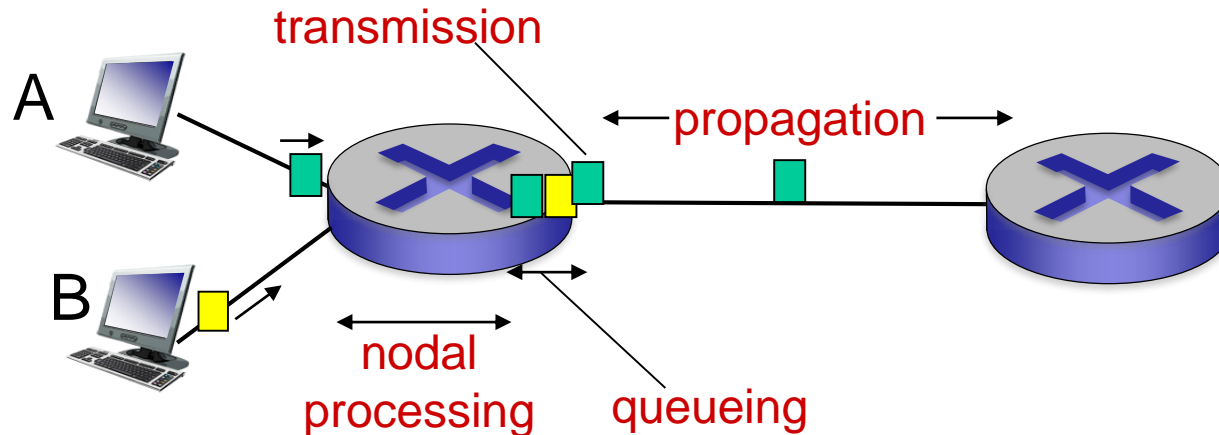 transmission
A
propagation
B
nodal
processing
queueing